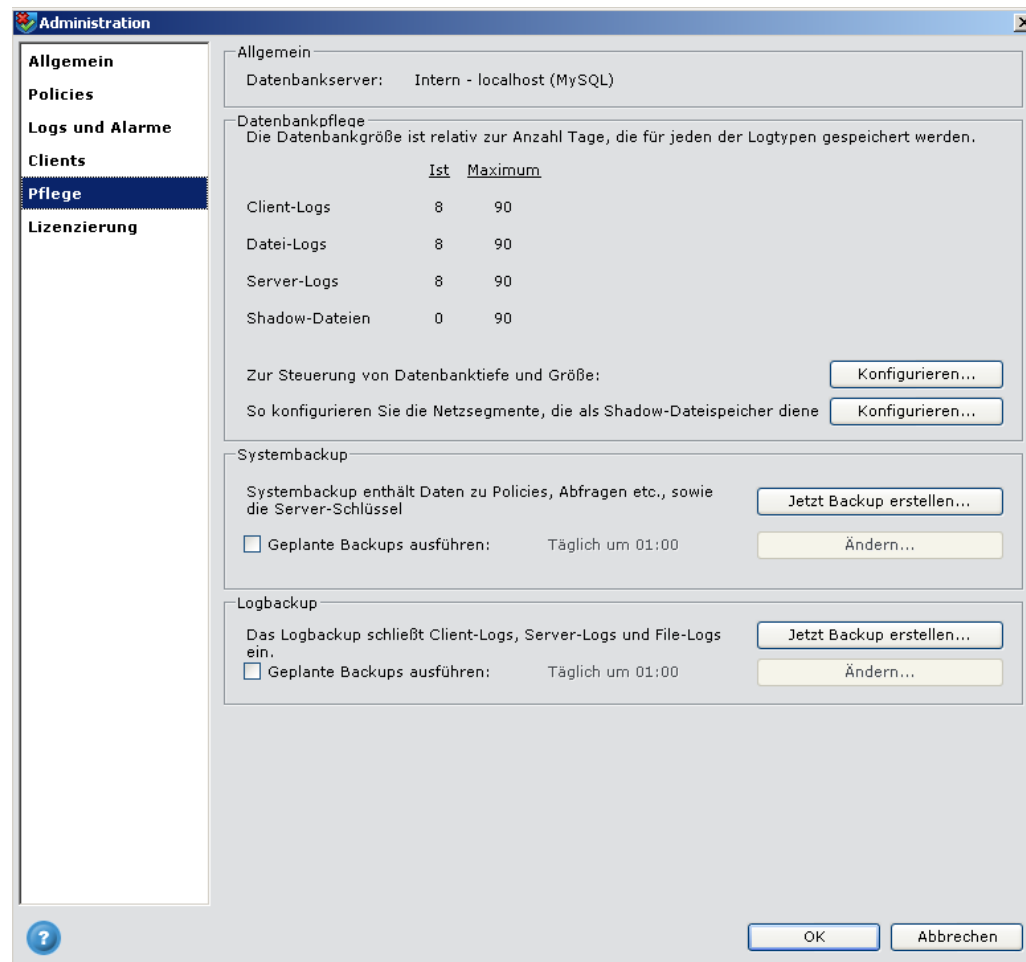 Administration
Allgemein
Policies
Logs und Alarme
Clients
Pflege
Lizenzierung
Allgemein
Datenbankserver: Intern - localhost (MySQL)
Datenbankpflege
Die Datenbankgröße ist relativ zur Anzahl Tage, die für jeden der Logtypen gespeichert werden.
Ist Maximum
Client-Logs 8 90
Datei-Logs 8 90
Server-Logs 8 90
Shadow-Dateien 0 90
Zur Steuerung von Datenbanktiefe und Größe: Konfigurieren...
So konfigurieren Sie die Netzsegmente, die als Shadow-Dateispeicher diene Konfigurieren...
Systembackup
Systembackup enthält Daten zu Policies, Abfragen etc., sowie
die Server-Schlüssel
Jetzt Backup erstellen...
Geplante Backups ausführen: Täglich um 01:00 Ändern...
Logbackup
Das Logbackup schließt Client-Logs, Server-Logs und File-Logs
ein.
Jetzt Backup erstellen...
Geplante Backups ausführen: Täglich um 01:00 Ändern...
? OK Abbrechen